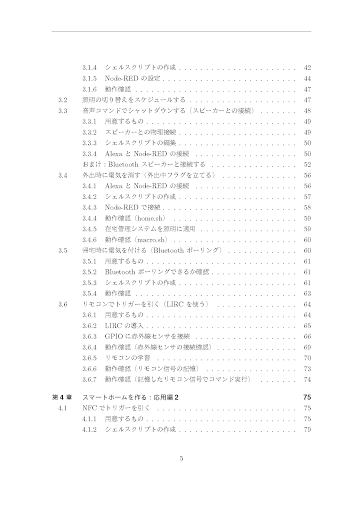 3.1.4 シェルスクリプトの作成 . . . . . . . . . . . . . . . . . . . . . . 42
3.1.5 Node-RED の設定 . . . . . . . . . . . . . . . . . . . . . . . . 44
3.1.6 動作確認 . . . . . . . . . . . . . . . . . . . . . . . . . . . . . 47
3.2 照明の切り替えをスケジュールする . . . . . . . . . . . . . . . . . . 47
3.3 音声コマンドでシャットダウンする（スピーカーとの接続） . . . . . . . 48
3.3.1 用意するもの . . . . . . . . . . . . . . . . . . . . . . . . . . . 49
3.3.2 スピーカーとの物理接続 . . . . . . . . . . . . . . . . . . . . . . 49
3.3.3 シェルスクリプトの編集 . . . . . . . . . . . . . . . . . . . . . . 50
3.3.4 Alexa と Node-RED の接続 . . . . . . . . . . . . . . . . . . . 50
おまけ：Bluetooth スピーカーと接続する . . . . . . . . . . . . . . . . . 52
3.4 外出時に電気を消す（外出中フラグを立てる） . . . . . . . . . . . . . 56
3.4.1 Alexa と Node-RED の接続 . . . . . . . . . . . . . . . . . . . 56
3.4.2 シェルスクリプトの作成 . . . . . . . . . . . . . . . . . . . . . . 57
3.4.3 Node-RED で接続 . . . . . . . . . . . . . . . . . . . . . . . . 58
3.4.4 動作確認（home.sh） . . . . . . . . . . . . . . . . . . . . . . . 59
3.4.5 在宅管理システムを照明に適用 . . . . . . . . . . . . . . . . . . 59
3.4.6 動作確認（macro.sh） . . . . . . . . . . . . . . . . . . . . . . 60
3.5 帰宅時に電気を付ける（Bluetooth ポーリング） . . . . . . . . . . . . 60
3.5.1 用意するもの . . . . . . . . . . . . . . . . . . . . . . . . . . . 61
3.5.2 Bluetooth ポーリングできるか確認 . . . . . . . . . . . . . . . . 61
3.5.3 シェルスクリプトの作成 . . . . . . . . . . . . . . . . . . . . . . 61
3.5.4 動作確認 . . . . . . . . . . . . . . . . . . . . . . . . . . . . . 63
3.6 リモコンでトリガーを引く（LIRC を使う） . . . . . . . . . . . . . . 64
3.6.1 用意するもの . . . . . . . . . . . . . . . . . . . . . . . . . . . 64
3.6.2 LIRC の導入 . . . . . . . . . . . . . . . . . . . . . . . . . . . 65
3.6.3 GPIO に赤外線センサを接続 . . . . . . . . . . . . . . . . . . . 66
3.6.4 動作確認（赤外線センサの接続確認） . . . . . . . . . . . . . . . 69
3.6.5 リモコンの学習 . . . . . . . . . . . . . . . . . . . . . . . . . . 70
3.6.6 動作確認（リモコン信号の記憶） . . . . . . . . . . . . . . . . . 73
3.6.7 動作確認（記憶したリモコン信号でコマンド実行） . . . . . . . 74
第 4 章 スマートホームを作る：応用編 2 75
4.1 NFC でトリガーを引く . . . . . . . . . . . . . . . . . . . . . . . . 75
4.1.1 用意するもの . . . . . . . . . . . . . . . . . . . . . . . . . . . 75
4.1.2 シェルスクリプトの作成 . . . . . . . . . . . . . . . . . . . . . . 79
5